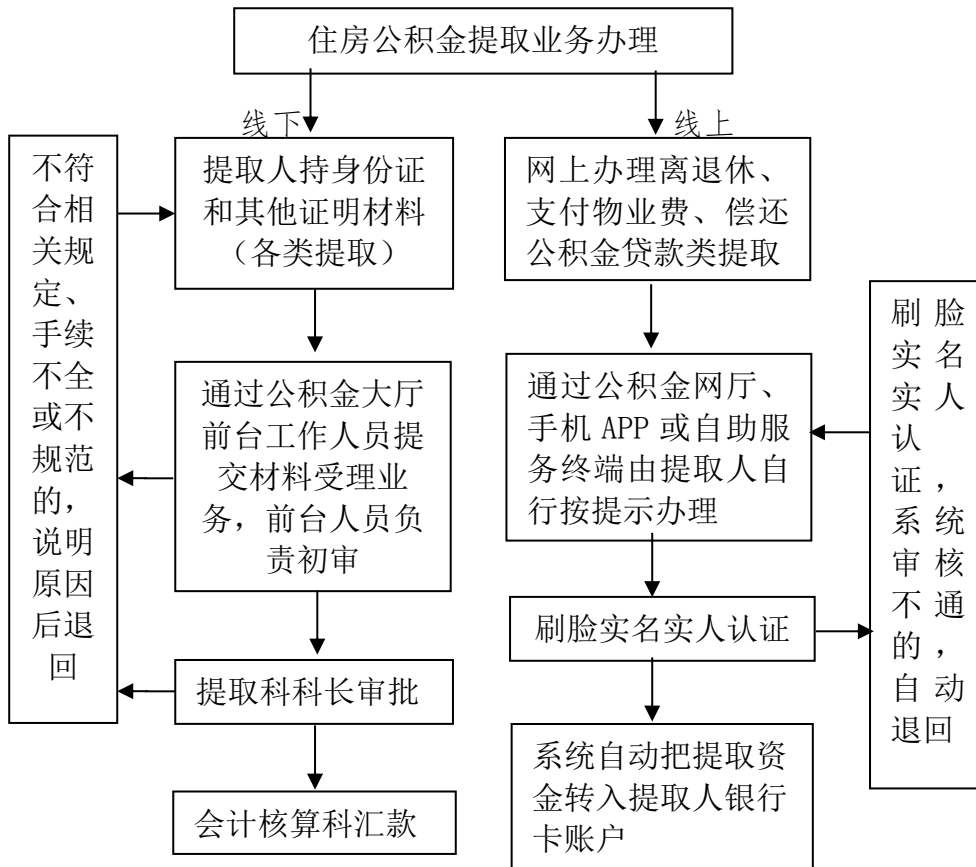 住房公积金提取业务办理
线下
线上
不符
合相
关规
定、
手续
不全
或不
规范
的，
说明
原因
后退
回
提取人持身份证
和其他证明材料
（各类提取）
通过公积金大厅
前台工作人员提
交材料受理业
务，前台人员负
责初审
提取科科长审批
会计核算科汇款
网上办理离退休、
支付物业费、偿还
公积金贷款类提取
通过公积金网厅、
手机 APP 或自助服
务终端由提取人自
行按提示办理
刷脸实名实人认证
系统自动把提取资
金转入提取人银行
卡账户
刷脸
实名
实人
认
证，
系统
审核
不通
的，
自动
退回